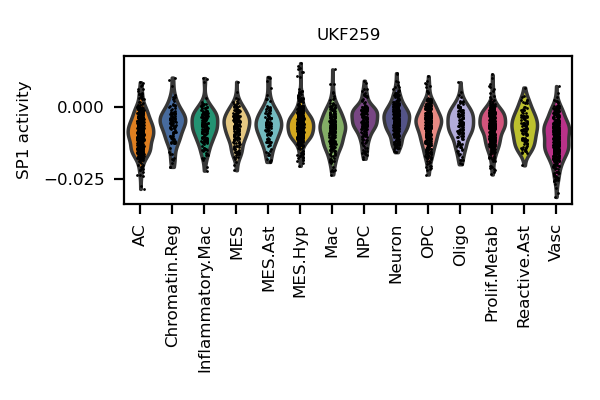 UKF259
SP1 activity
0.000
−0.025
AC
Chromatin.Reg
Inflammatory.Mac
MES
MES.Ast
MES.Hyp
Mac
NPC
Neuron
OPC
Oligo
Prolif.Metab
Reactive.Ast
Vasc